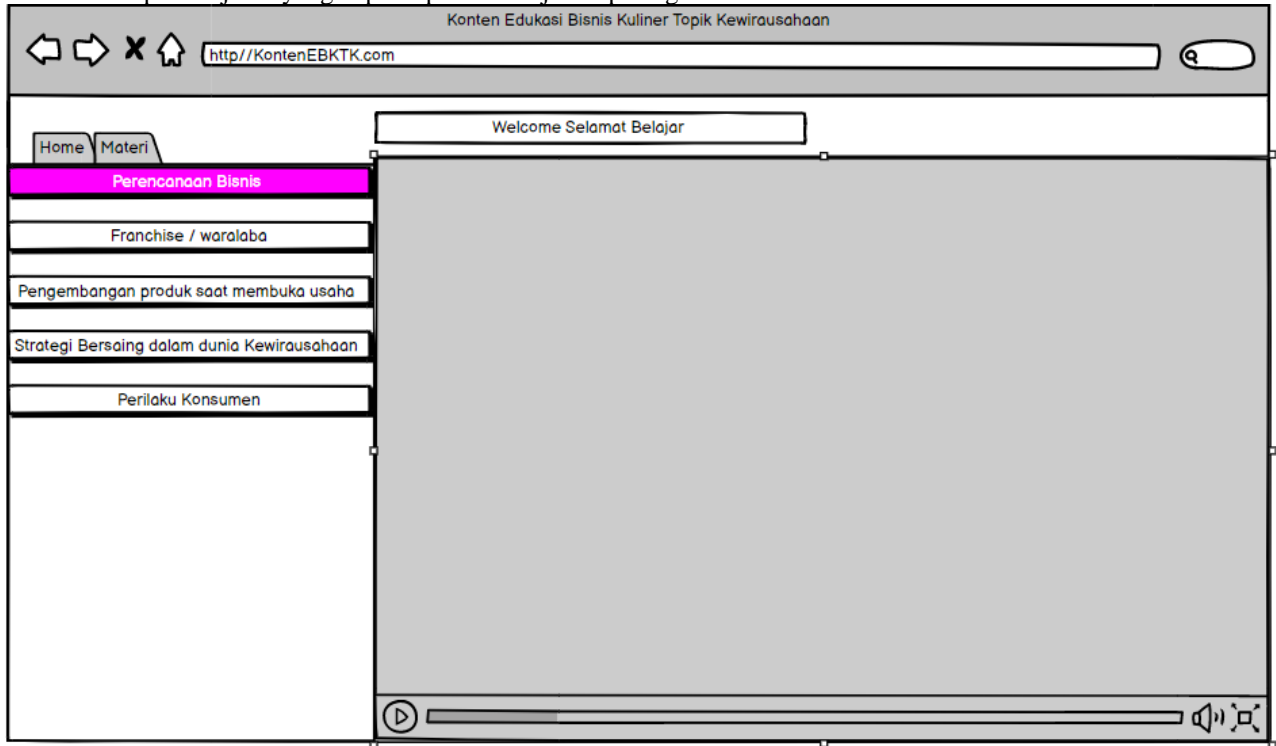 Konten Edukasi Bisnis Kuliner Topik Kewirausahaan
http//KontenEBKTK.com
Welcome Selamat Belajar
Home Materi
Perencanaan Bisnis
Franchise / waralaba
Pengembangan produk saat membuka usaha
Strategi Bersaing dalam dunia Kewirausahaan
Perilaku Konsumen